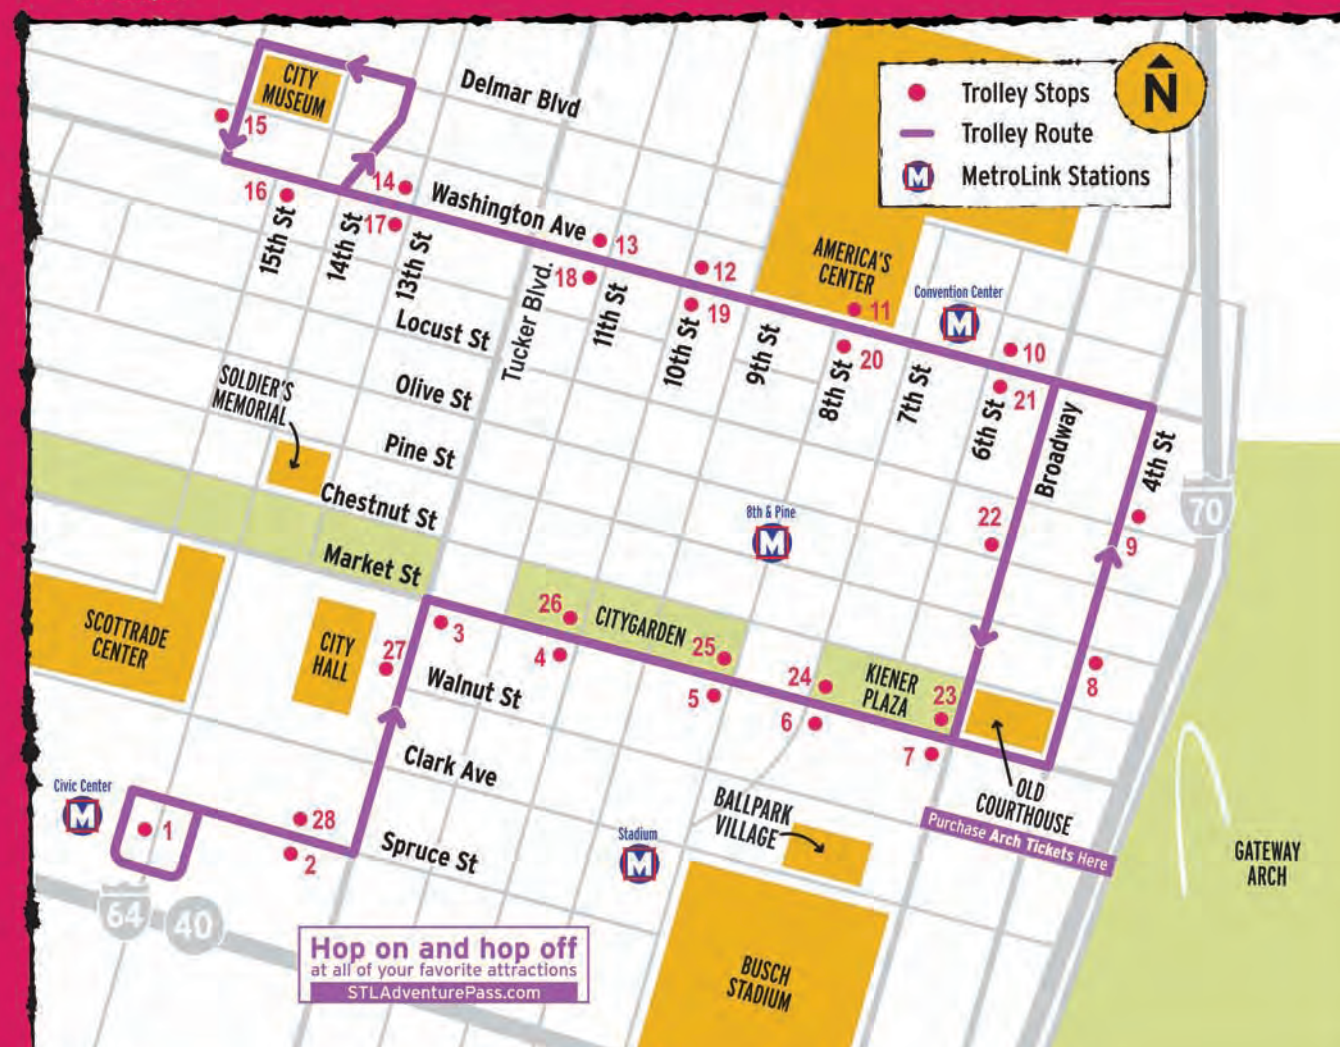 Delmar Blvd
CITY
MUSEUM
15
16
14
17
Washington Ave
13
18
12
19
AMERICA'S
CENTER
11
20
Convention Center
M
10
21
Trolley Stops
Trolley Route
M
MetroLink Stations
N
15th St
14th St
13th St
Tucker Blvd.
11th St
10th St
9th St
8th St
7th St
6th St
Broadway
4th St
Locust St
Olive St
Pine St
Chestnut St
Market St
SOLDIER'S
MEMORIAL
8th & Pine
M
22
9
70
SCOTTRADE
CENTER
CITY
HALL
27
3
26
CITYGARDEN
25
4
5
24
KIENER
PLAZA
23
6
7
8
Walnut St
Clark Ave
Spruce St
Civic Center
M
1
28
2
64
40
Stadium
M
BALLPARK
VILLAGE
OLD
COURTHOUSE
Purchase Arch Tickets Here
GATEWAY
ARCH
BUSCH
STADIUM
Hop on and hop off
at all of your favorite attractions
STLAdventurePass.com